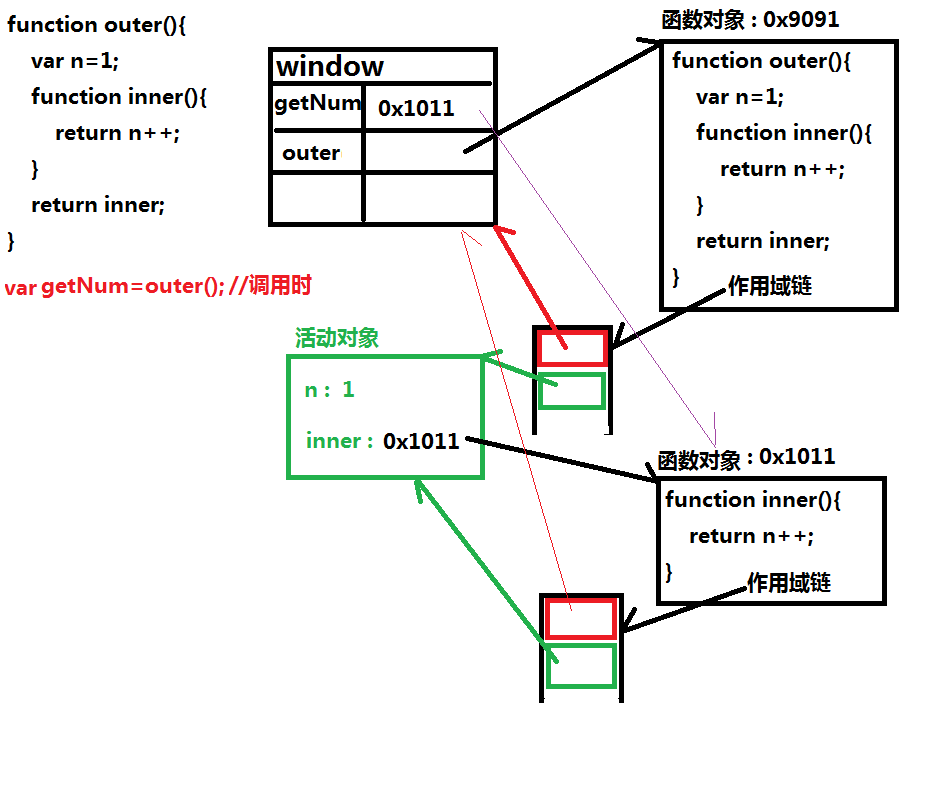 function outer(){
var n=1;
function inner(){
return n++;
}
return inner;
}
var getNum=outer(); //调用时
window
getNum 0x1011
outer
函数对象 : 0x9091
function outer(){
var n=1;
function inner(){
return n++;
}
return inner;
}
作用域链
活动对象
n : 1
inner : 0x1011
函数对象 : 0x1011
function inner(){
return n++;
}
作用域链